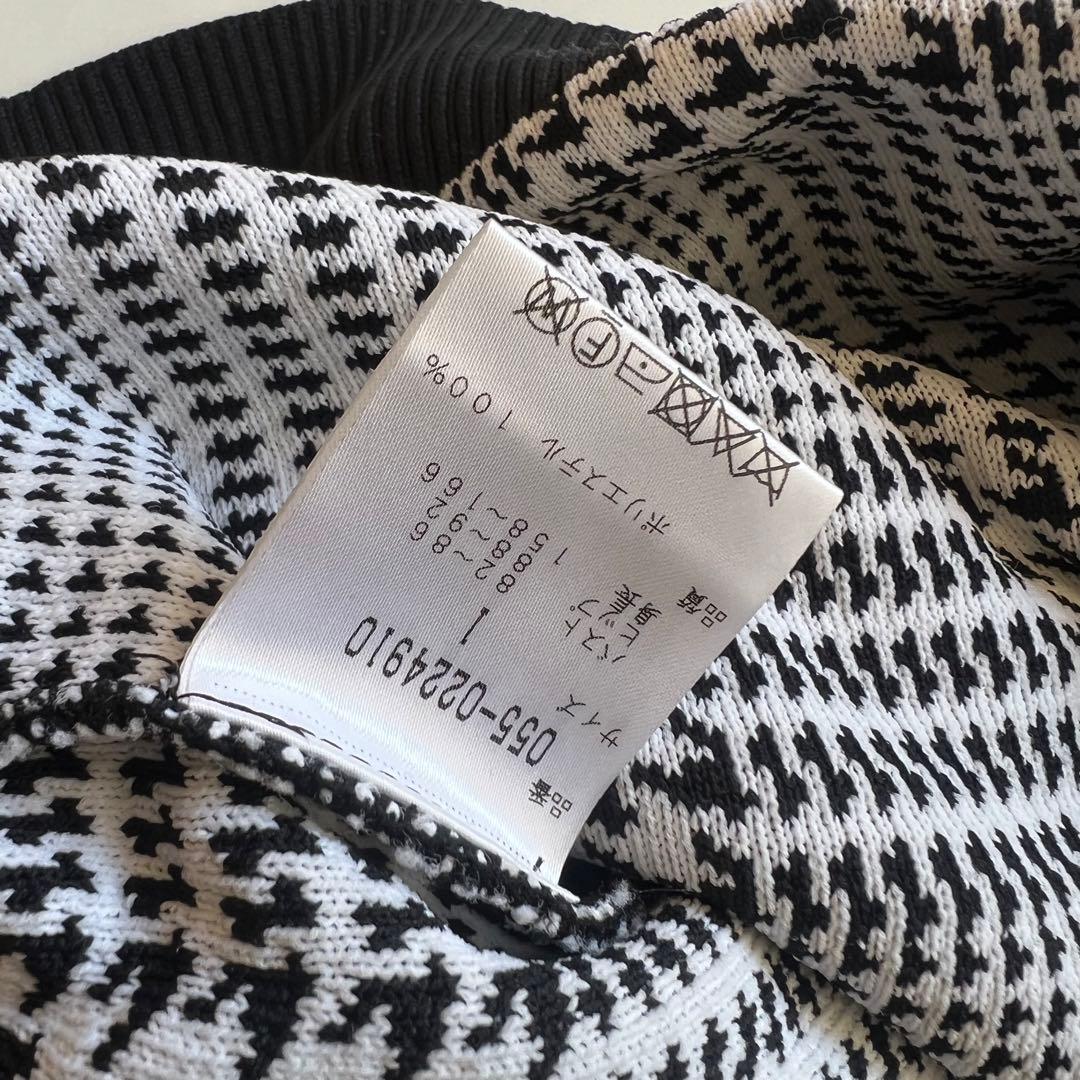 品番 055-0224910
サイズ 1
バスト 82~86
ヒップ 88~92
身長 158~166
品質
ポリエステル 100%
F
W